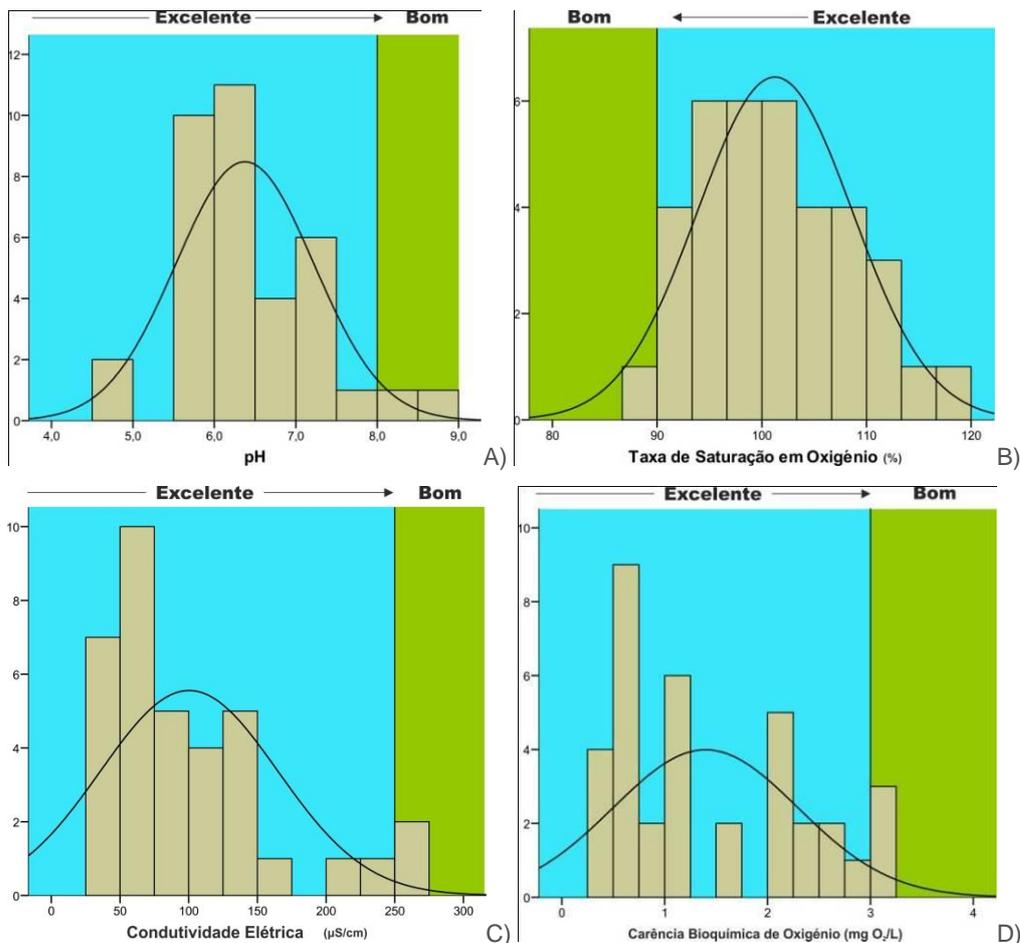 Excelente Bom
12
10
8
6
4
2
0
4,0 5,0 6,0 7,0 8,0 9,0
pH
A)
Bom Excelente
6
4
2
0
80 90 100 110 120
Taxa de Saturação em Oxigénio (%)
B)
Excelente Bom
10
8
6
4
2
0
0 50 100 150 200 250 300
Condutividade Elétrica (µS/cm)
C)
Excelente Bom
10
8
6
4
2
0
0 1 2 3 4
Carência Bioquímica de Oxigénio (mg O₂/L)
D)